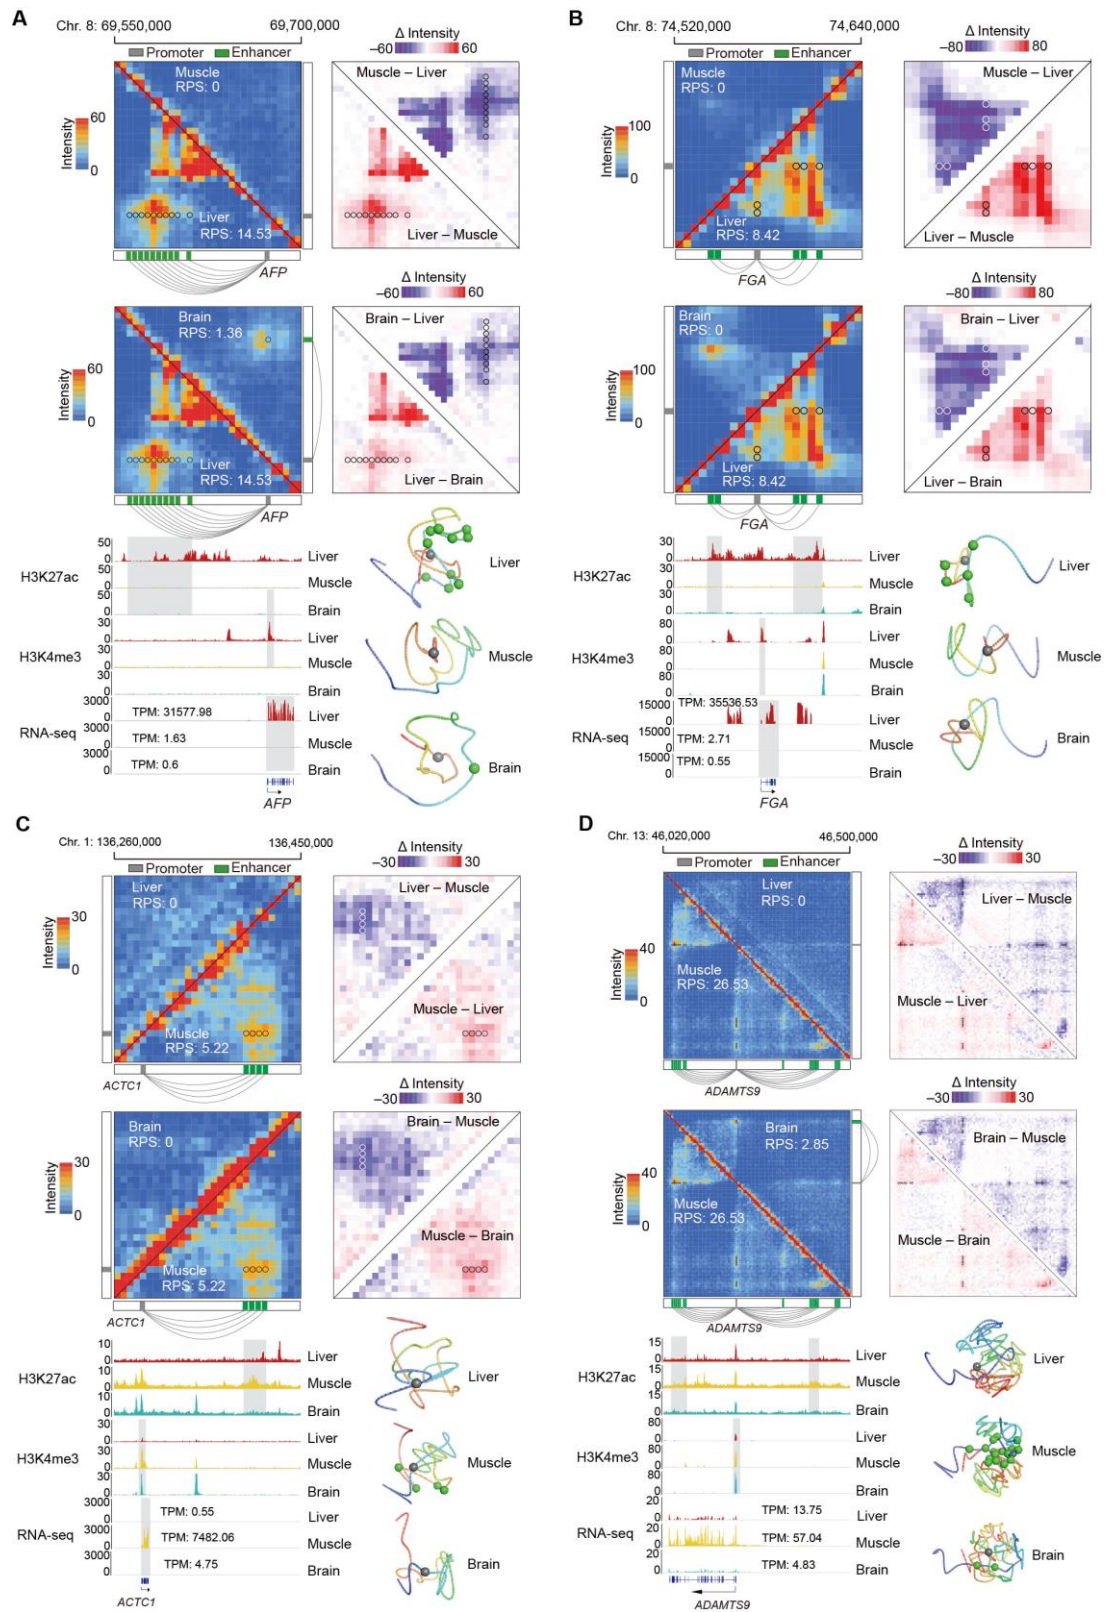 A
Chr. 8: 69,550,000 69,700,000
Promoter Enhancer
Δ Intensity
−60 60
Muscle
RPS: 0
Muscle – Liver
60
Intensity
0
Liver
RPS: 14.53
Liver – Muscle
AFP
Δ Intensity
−60 60
Brain
RPS: 1.36
Brain – Liver
60
Intensity
0
Liver
RPS: 14.53
Liver – Brain
AFP
H3K27ac
50
0
Liver
30
0
Muscle
50
0
Brain
H3K4me3
30
0
Liver
30
0
Muscle
30
0
Brain
RNA-seq
3000
0
TPM: 31577.98
Liver
3000
0
TPM: 1.63
Muscle
3000
0
TPM: 0.6
Brain
AFP
Liver
Muscle
Brain
B
Chr. 8: 74,520,000 74,640,000
Promoter Enhancer
Δ Intensity
−80 80
Muscle
RPS: 0
Muscle – Liver
100
Intensity
0
Liver
RPS: 8.42
Liver – Muscle
FGA
Δ Intensity
−80 80
Brain
RPS: 0
Brain – Liver
100
Intensity
0
Liver
RPS: 8.42
Liver – Brain
FGA
H3K27ac
30
0
Liver
30
0
Muscle
30
0
Brain
H3K4me3
80
0
Liver
80
0
Muscle
80
0
Brain
RNA-seq
15000
0
TPM: 35536.53
Liver
15000
0
TPM: 2.71
Muscle
15000
0
TPM: 0.55
Brain
FGA
Liver
Muscle
Brain
C
Chr. 1: 136,260,000 136,450,000
Promoter Enhancer
Δ Intensity
−30 30
Liver
RPS: 0
Liver – Muscle
30
Intensity
0
Muscle
RPS: 5.22
Muscle – Liver
ACTC1
Δ Intensity
−30 30
Brain
RPS: 0
Brain – Muscle
30
Intensity
0
Muscle
RPS: 5.22
Muscle – Brain
ACTC1
H3K27ac
10
0
Liver
10
0
Muscle
10
0
Brain
H3K4me3
30
0
Liver
30
0
Muscle
30
0
Brain
RNA-seq
3000
0
TPM: 0.55
Liver
3000
0
TPM: 7482.06
Muscle
3000
0
TPM: 4.75
Brain
ACTC1
Liver
Muscle
Brain
D
Chr. 13: 46,020,000 46,500,000
Promoter Enhancer
Δ Intensity
−30 30
Liver
RPS: 0
Liver – Muscle
40
Intensity
0
Muscle
RPS: 26.53
Muscle – Liver
ADAMTS9
Δ Intensity
−30 30
Brain
RPS: 2.85
Brain – Muscle
40
Intensity
0
Muscle
RPS: 26.53
Muscle – Brain
ADAMTS9
H3K27ac
15
0
Liver
15
0
Muscle
15
0
Brain
H3K4me3
80
0
Liver
80
0
Muscle
80
0
Brain
RNA-seq
20
0
TPM: 13.75
Liver
20
0
TPM: 57.04
Muscle
20
0
TPM: 4.83
Brain
ADAMTS9
Liver
Muscle
Brain